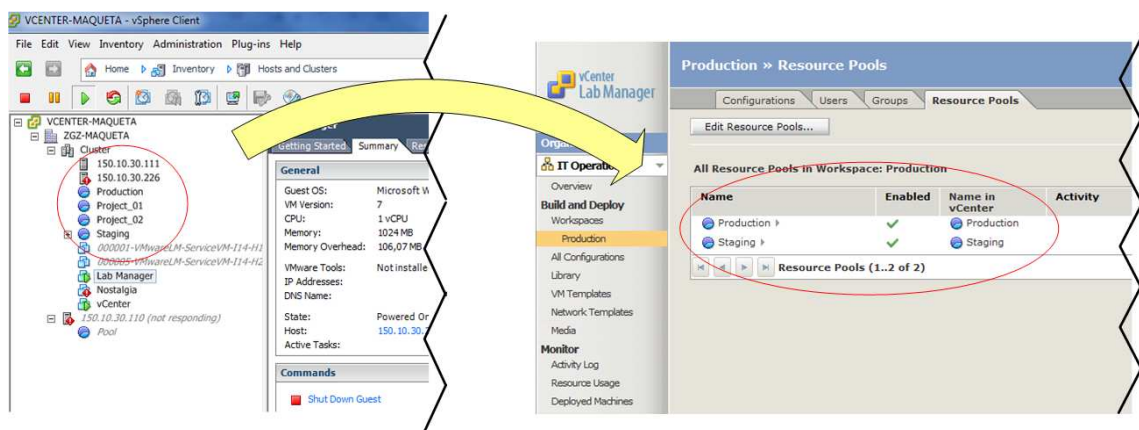 VCENTER-MAQUETA - vSphere Client
File Edit View Inventory Administration Plug-ins Help
Home Inventory Hosts and Clusters
VCENTER-MAQUETA
ZGZ-MAQUETA
Cluster
150.10.30.111
150.10.30.226
Production
Project_01
Project_02
Staging
000001-VMwareLM-ServiceVM-I14-H1
000005-VMwareLM-ServiceVM-I14-H2
Lab Manager
Nostalgia
vCenter
150.10.30.110 (not responding)
Pool
Getting Started Summary
General
Guest OS: Microsoft W
VM Version: 7
CPU: 1 vCPU
Memory: 1024 MB
Memory Overhead: 106,07 MB
VMware Tools: Not installe
IP Addresses:
DNS Name:
State: Powered Or
Host: 150.10.30.
Active Tasks:
Commands
Shut Down Guest
vCenter
Lab Manager
IT Operatio
Overview
Build and Deploy
Workspaces
Production
All Configurations
Library
VM Templates
Network Templates
Media
Monitor
Activity Log
Resource Usage
Deployed Machines
Production » Resource Pools
Configurations Users Groups Resource Pools
Edit Resource Pools...
All Resource Pools in Workspace: Production
Name Enabled Name in vCenter Activity
Production Production
Staging Staging
Resource Pools (1..2 of 2)